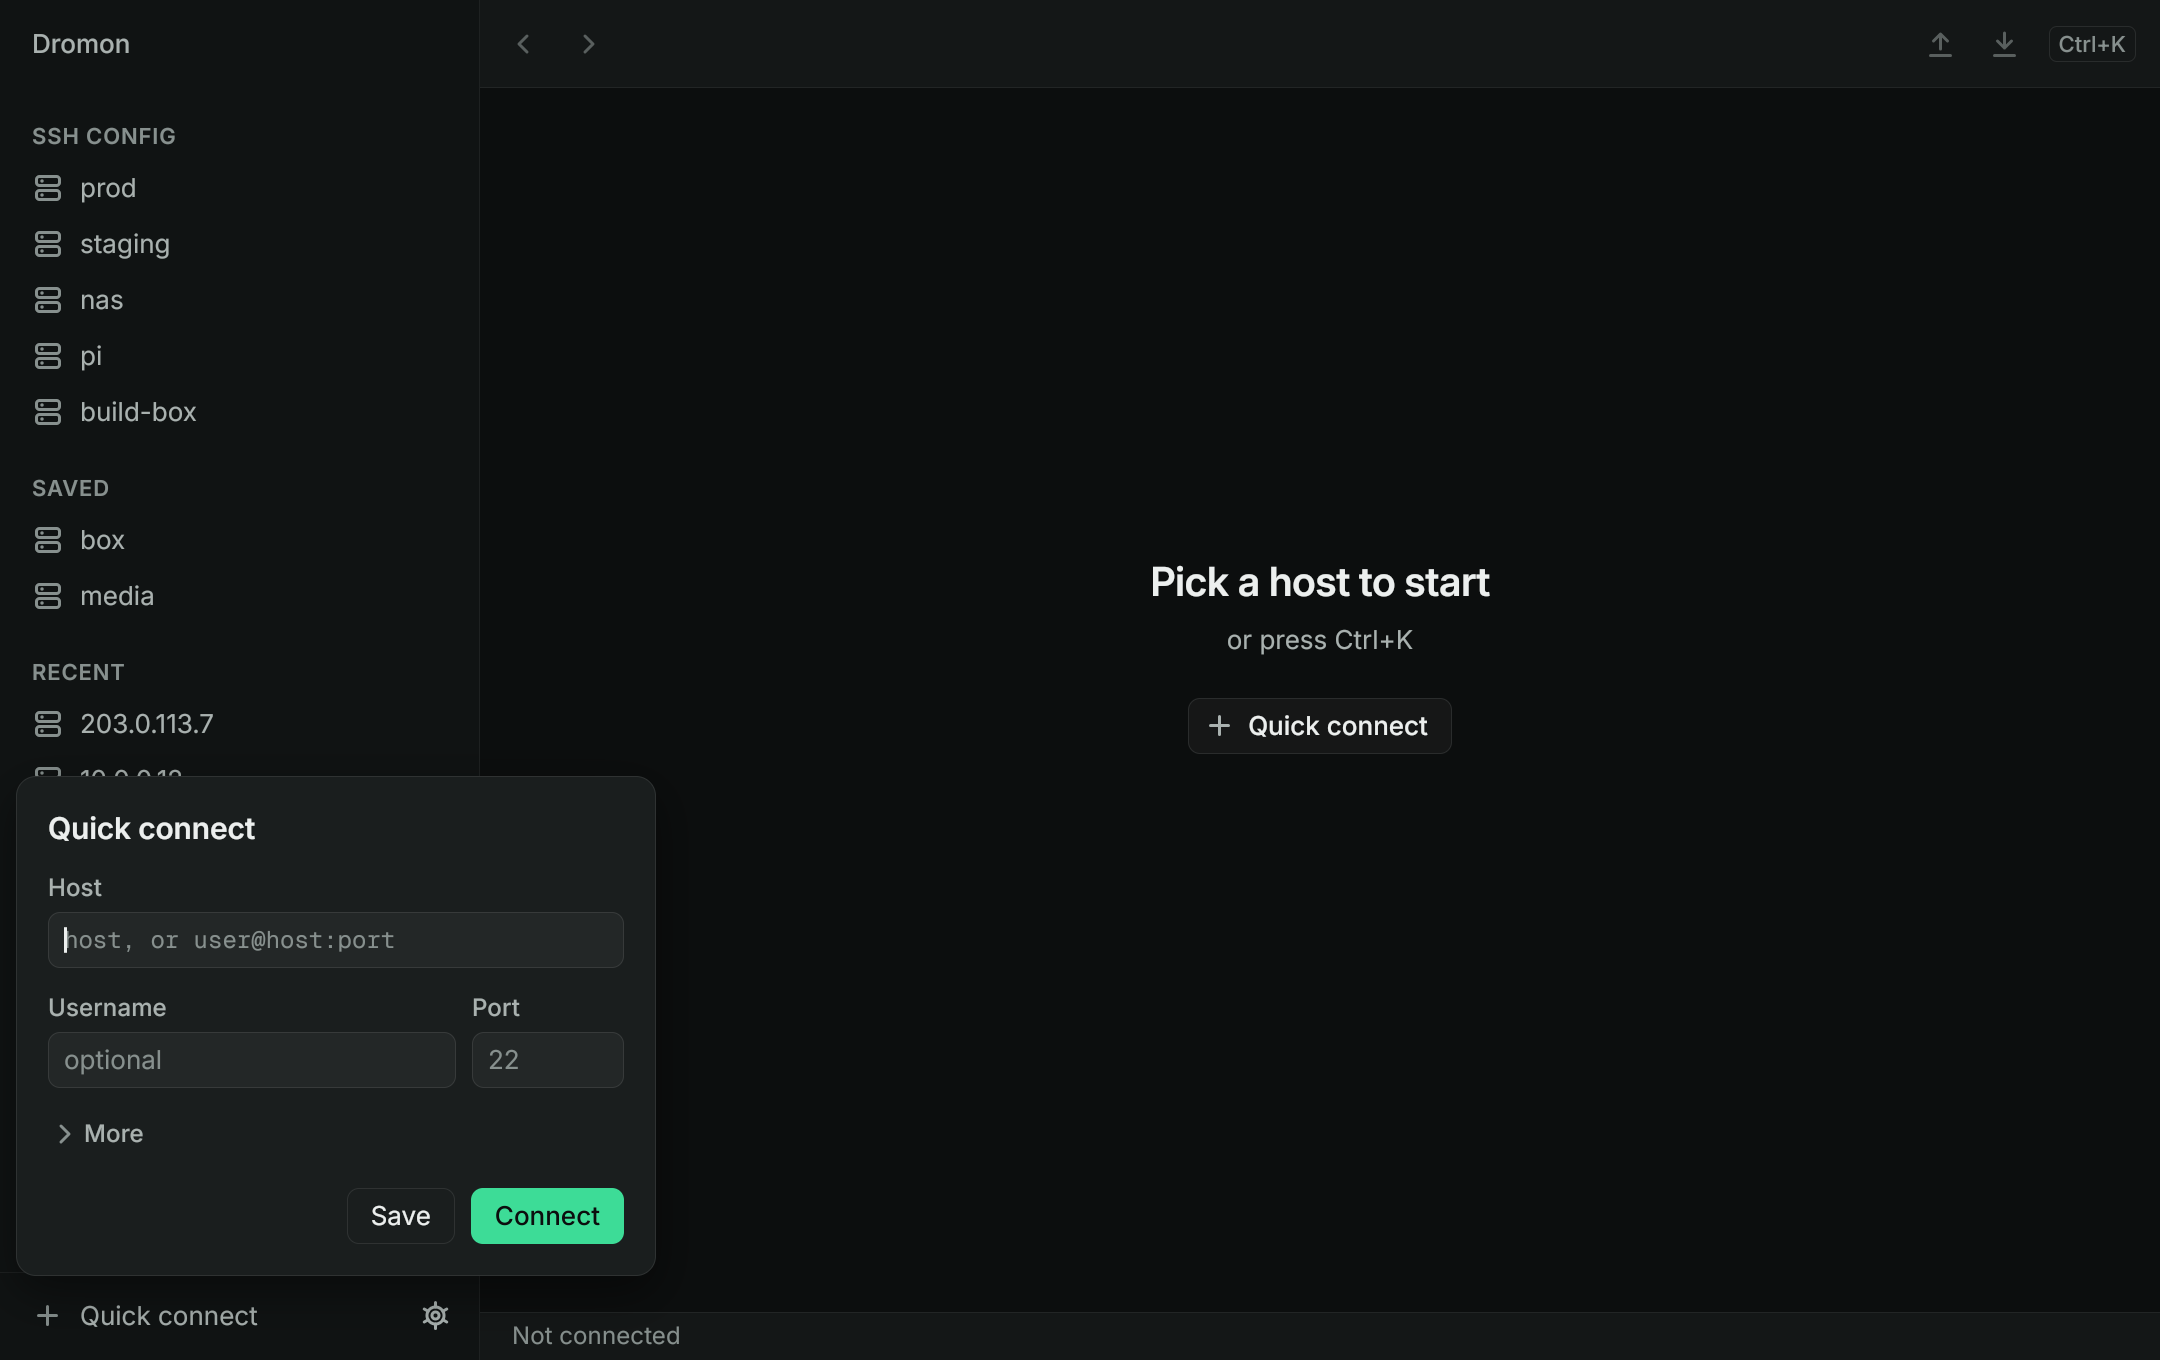 Dromon
Ctrl+K
SSH CONFIG
prod
staging
nas
pi
build-box
SAVED
box
media
RECENT
203.0.113.7
Pick a host to start
or press Ctrl+K
Quick connect
Quick connect
Host
host, or user@host:port
Username
Port
optional
22
More
Save
Connect
Quick connect
Not connected